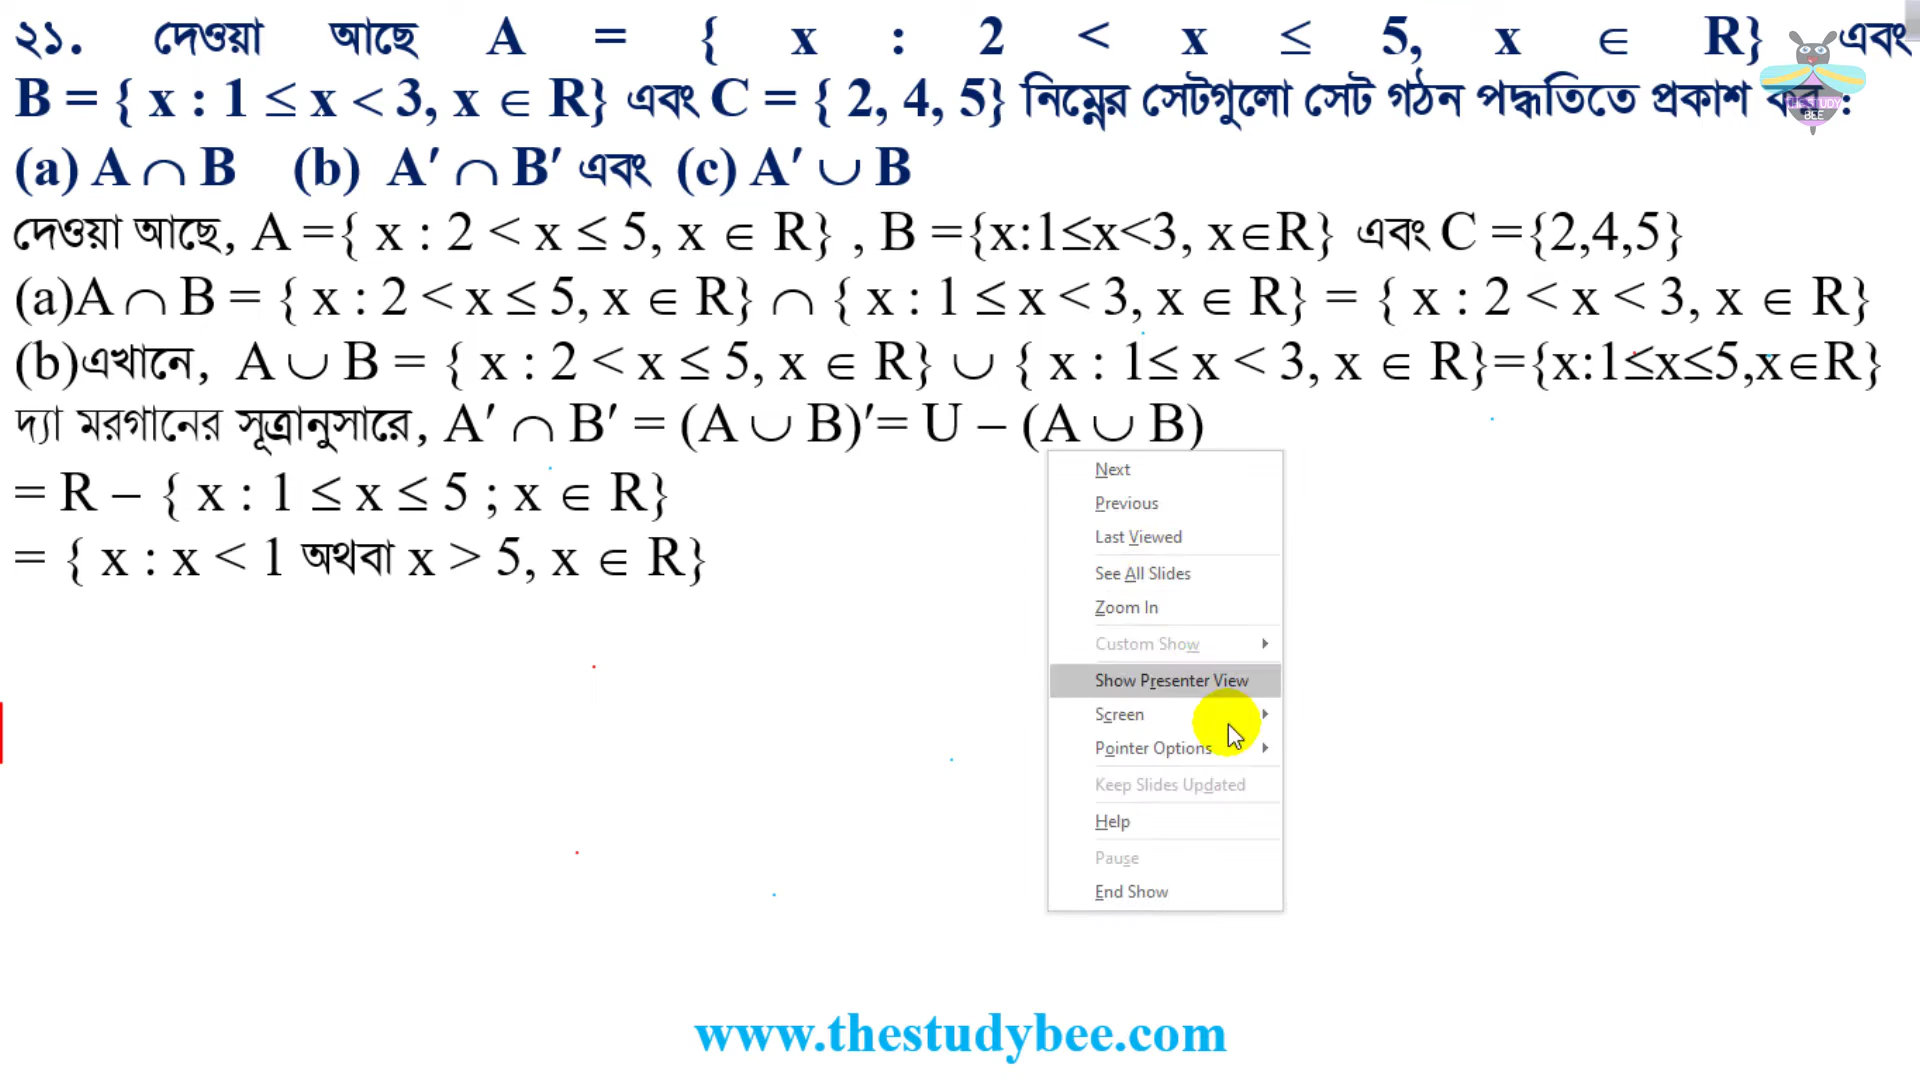 ২১. দেওয়া আছে A = { x : 2 < x ≤ 5, x ∈ R} এবং
B = { x : 1 ≤ x < 3, x ∈ R} এবং C = { 2, 4, 5} নিম্নের সেটগুলো সেট গঠন পদ্ধতিতে প্রকাশ কর :
THE STUDY
BEE
(a) A ∩ B (b) A′ ∩ B′ এবং (c) A′ ∪ B
দেওয়া আছে, A ={ x : 2 < x ≤ 5, x ∈ R} , B ={x:1≤x<3, x∈R} এবং C ={2,4,5}
(a)A ∩ B = { x : 2 < x ≤ 5, x ∈ R} ∩ { x : 1 ≤ x < 3, x ∈ R} = { x : 2 < x < 3, x ∈ R}
(b)এখানে, A ∪ B = { x : 2 < x ≤ 5, x ∈ R} ∪ { x : 1≤ x < 3, x ∈ R}={x:1≤x≤5,x∈R}
দ্যা মরগানের সূত্রানুসারে, A′ ∩ B′ = (A ∪ B)′= U – (A ∪ B)
= R – { x : 1 ≤ x ≤ 5 ; x ∈ R}
= { x : x < 1 অথবা x > 5, x ∈ R}
Next
Previous
Last Viewed
See All Slides
Zoom In
Custom Show
Show Presenter View
Screen
Pointer Options
Keep Slides Updated
Help
Pause
End Show
www.thestudybee.com